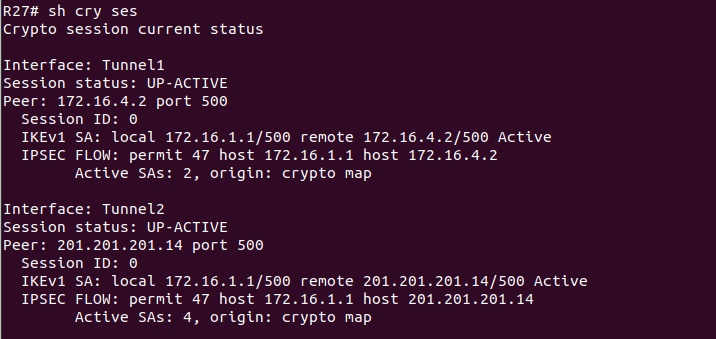 R27# sh cry ses
Crypto session current status
Interface: Tunnel1
Session status: UP-ACTIVE
Peer: 172.16.4.2 port 500
  Session ID: 0
  IKEv1 SA: local 172.16.1.1/500 remote 172.16.4.2/500 Active
  IPSEC FLOW: permit 47 host 172.16.1.1 host 172.16.4.2
        Active SAs: 2, origin: crypto map
Interface: Tunnel2
Session status: UP-ACTIVE
Peer: 201.201.201.14 port 500
  Session ID: 0
  IKEv1 SA: local 172.16.1.1/500 remote 201.201.201.14/500 Active
  IPSEC FLOW: permit 47 host 172.16.1.1 host 201.201.201.14
        Active SAs: 4, origin: crypto map